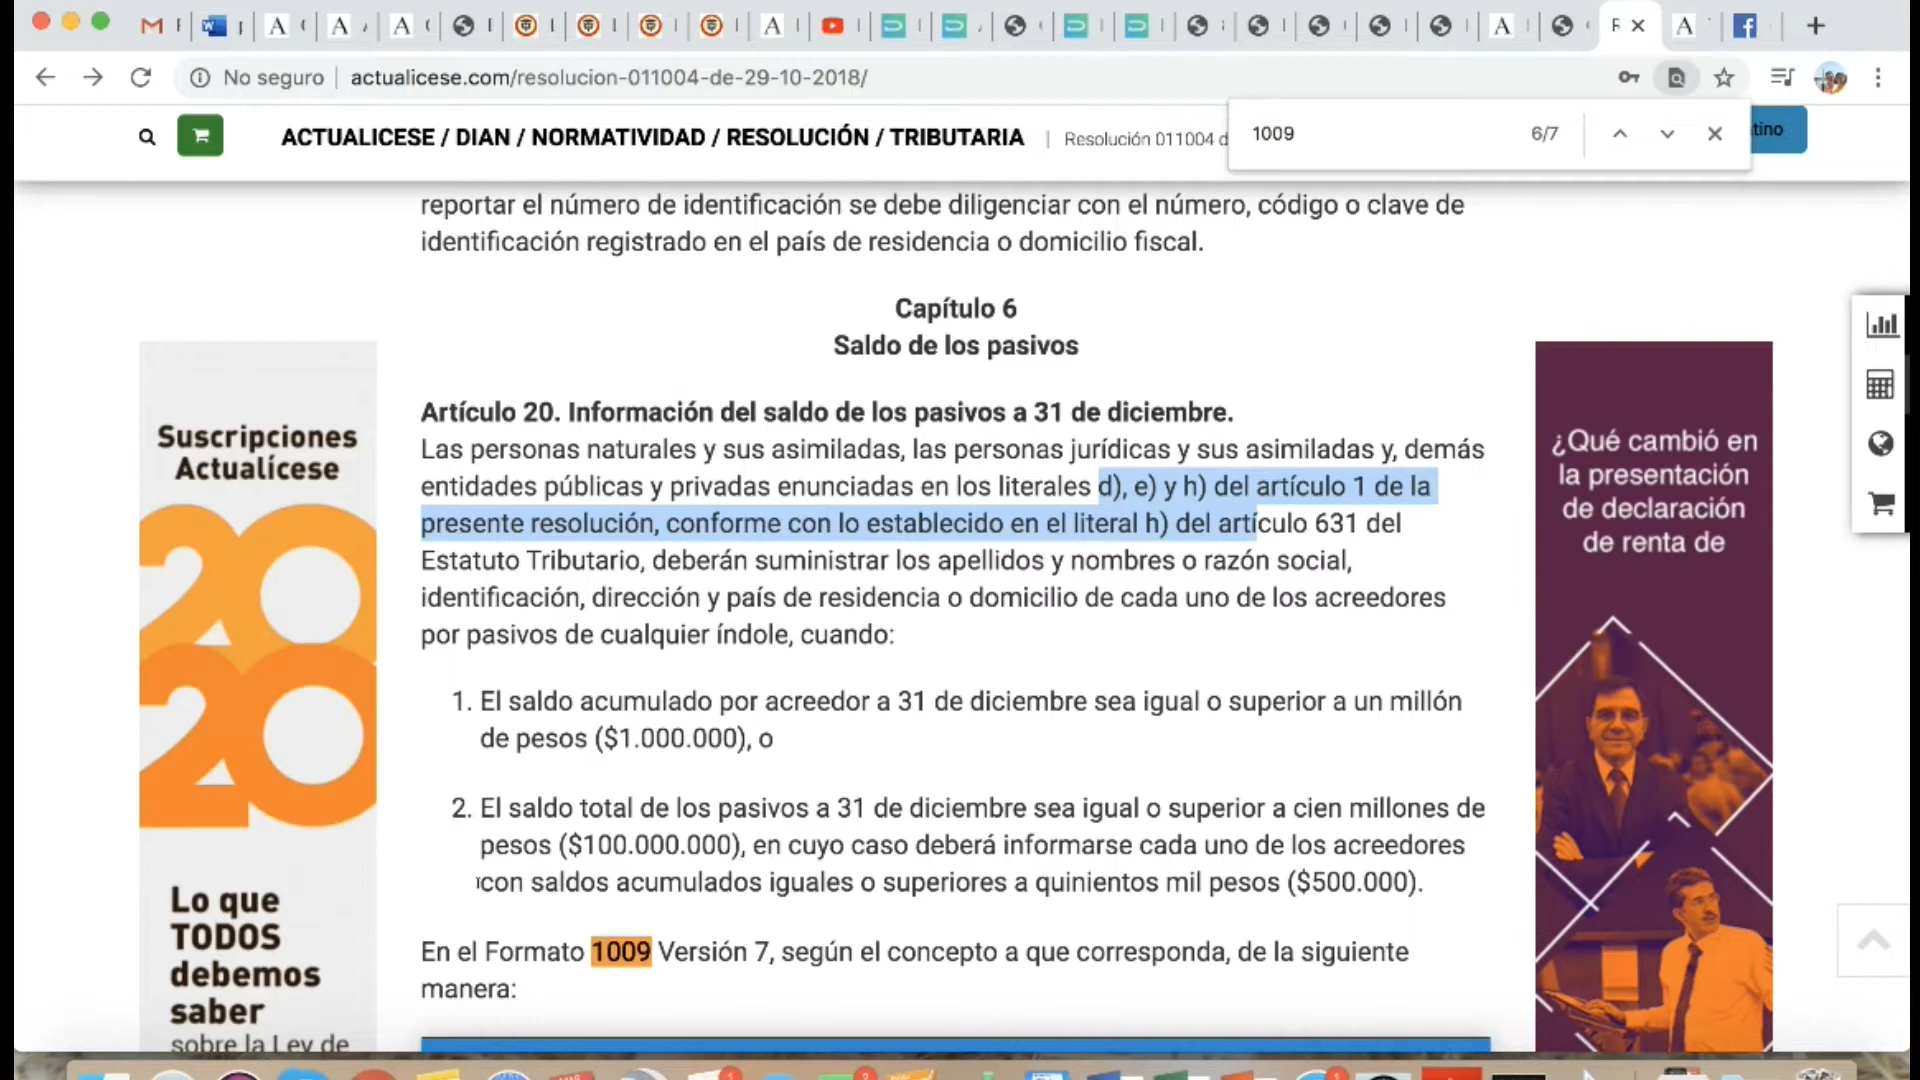 No seguro
actualicese.com/resolucion-011004-de-29-10-2018/
1009
6/7
ACTUALICESE / DIAN / NORMATIVIDAD / RESOLUCIÓN / TRIBUTARIA
Resolución 011004 d
tino
reportar el número de identificación se debe diligenciar con el número, código o clave de
identificación registrado en el país de residencia o domicilio fiscal.
Capítulo 6
Saldo de los pasivos
Artículo 20. Información del saldo de los pasivos a 31 de diciembre.
Las personas naturales y sus asimiladas, las personas jurídicas y sus asimiladas y, demás
entidades públicas y privadas enunciadas en los literales d), e) y h) del artículo 1 de la
presente resolución, conforme con lo establecido en el literal h) del artículo 631 del
Estatuto Tributario, deberán suministrar los apellidos y nombres o razón social,
identificación, dirección y país de residencia o domicilio de cada uno de los acreedores
por pasivos de cualquier índole, cuando:
1. El saldo acumulado por acreedor a 31 de diciembre sea igual o superior a un millón
de pesos ($1.000.000), o
2. El saldo total de los pasivos a 31 de diciembre sea igual o superior a cien millones de
pesos ($100.000.000), en cuyo caso deberá informarse cada uno de los acreedores
con saldos acumulados iguales o superiores a quinientos mil pesos ($500.000).
En el Formato 1009 Versión 7, según el concepto a que corresponda, de la siguiente
manera:
Suscripciones
Actualícese
2020
Lo que
TODOS
debemos
saber
sobre la Ley de
¿Qué cambió en
la presentación
de declaración
de renta de